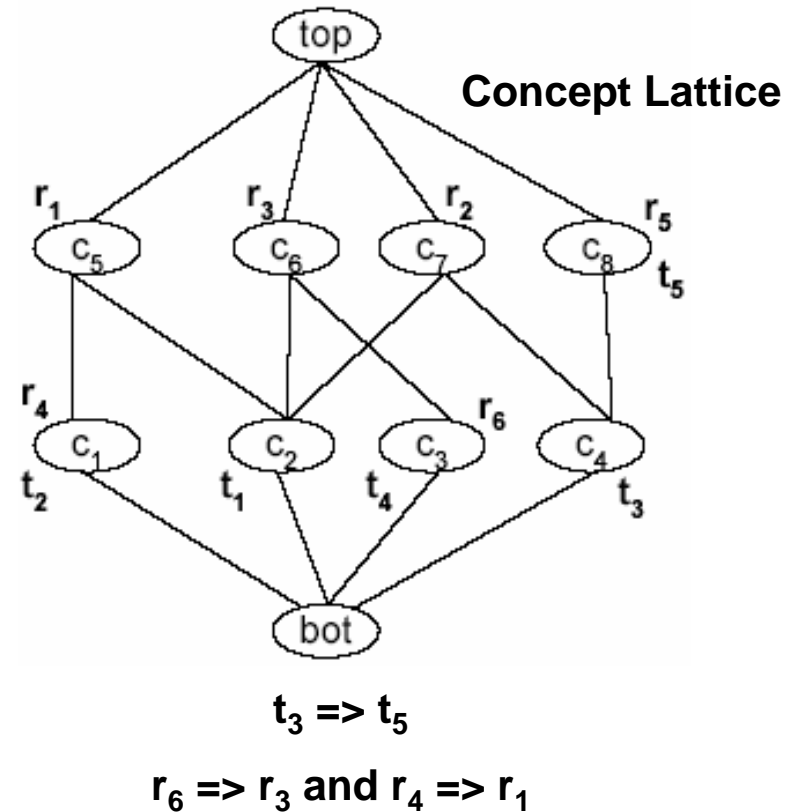 top
Concept Lattice
r₁ r₃ r₂ r₅
c₅ c₆ c₇ c₈
t₅
r₄ r₆
c₁ c₂ c₃ c₄
t₂ t₁ t₄ t₃
bot
t₃ => t₅
r₆ => r₃ and r₄ => r₁